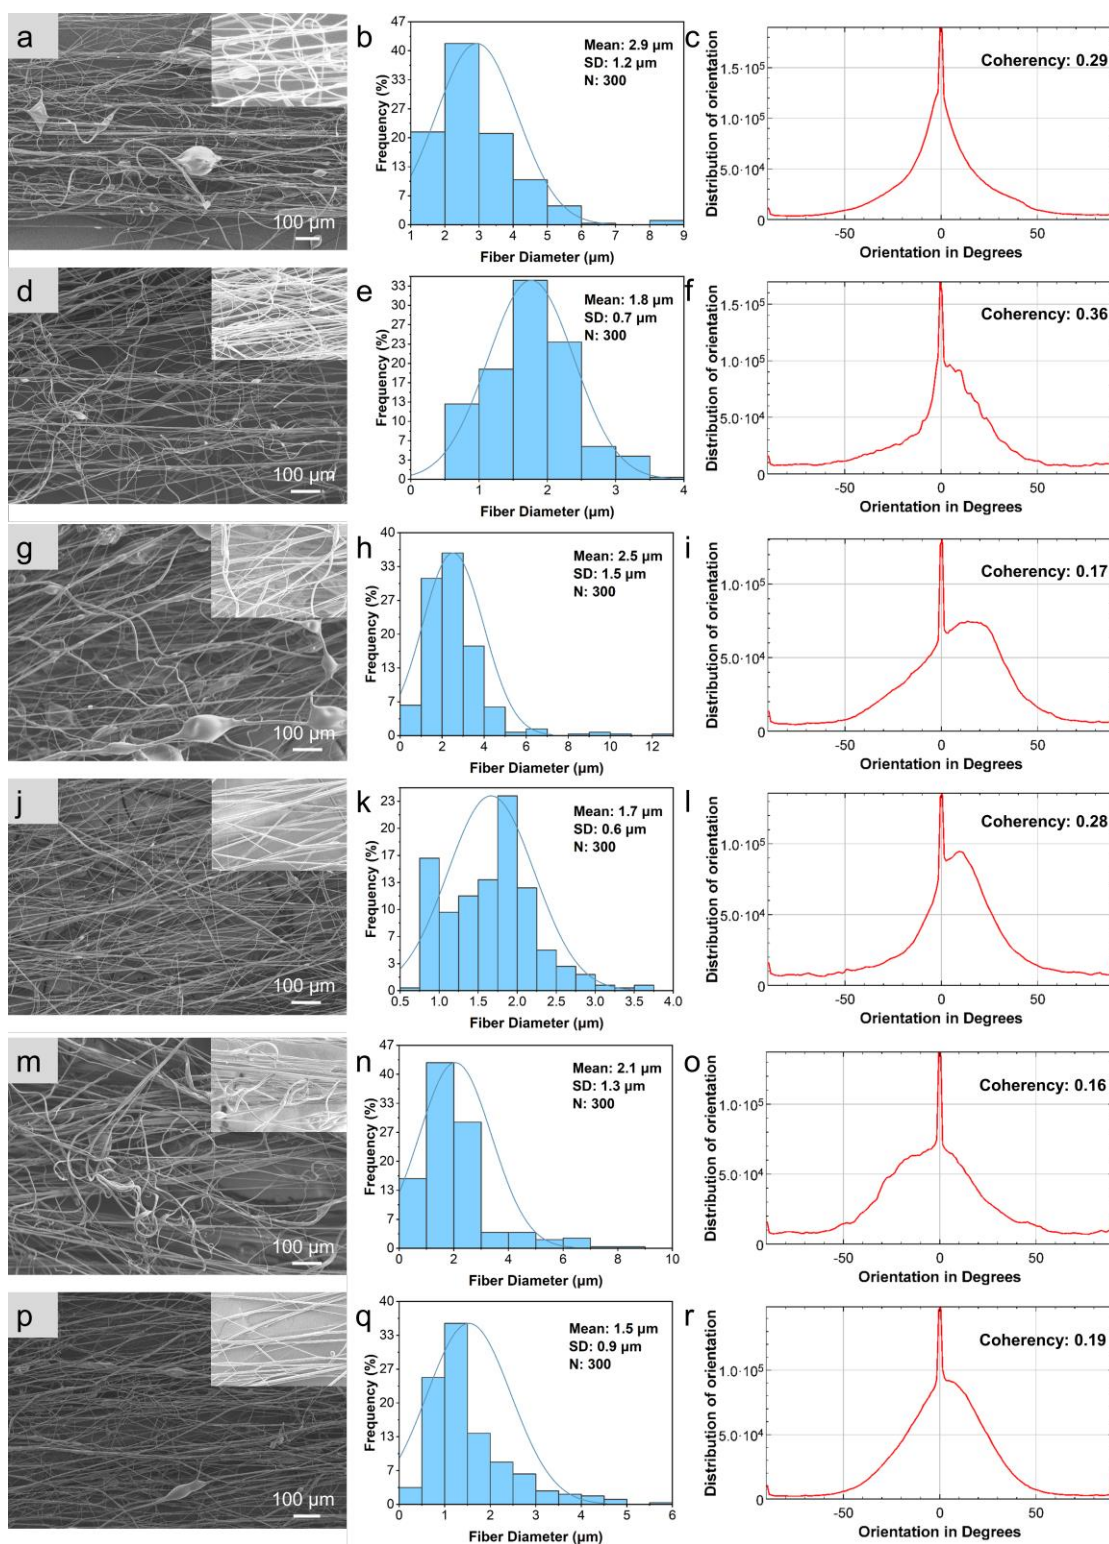 a
100 µm
b
Mean: 2.9 µm
SD: 1.2 µm
N: 300
Frequency (%)
47
40
33
27
20
13
7
0
1 2 3 4 5 6 7 8 9
Fiber Diameter (µm)
c
Coherency: 0.29
Distribution of orientation
1.5·10⁵
1.0·10⁵
5.0·10⁴
0
-50 0 50
Orientation in Degrees
d
100 µm
e
Mean: 1.8 µm
SD: 0.7 µm
N: 300
Frequency (%)
33
27
23
20
17
13
10
7
3
0
0 1 2 3 4
Fiber Diameter (µm)
f
Coherency: 0.36
Distribution of orientation
1.5·10⁵
1.0·10⁵
5.0·10⁴
0
-50 0 50
Orientation in Degrees
g
100 µm
h
Mean: 2.5 µm
SD: 1.5 µm
N: 300
Frequency (%)
40
33
27
20
13
7
0
0 2 4 6 8 10 12
Fiber Diameter (µm)
i
Coherency: 0.17
Distribution of orientation
1.0·10⁵
5.0·10⁴
0
-50 0 50
Orientation in Degrees
j
100 µm
k
Mean: 1.7 µm
SD: 0.6 µm
N: 300
Frequency (%)
23
20
17
13
10
7
3
0
0.5 1.0 1.5 2.0 2.5 3.0 3.5 4.0
Fiber Diameter (µm)
l
Coherency: 0.28
Distribution of orientation
1.0·10⁵
5.0·10⁴
0
-50 0 50
Orientation in Degrees
m
100 µm
n
Mean: 2.1 µm
SD: 1.3 µm
N: 300
Frequency (%)
47
40
33
27
20
13
7
0
0 2 4 6 8 10
Fiber Diameter (µm)
o
Coherency: 0.16
Distribution of orientation
1.0·10⁵
5.0·10⁴
0
-50 0 50
Orientation in Degrees
p
100 µm
q
Mean: 1.5 µm
SD: 0.9 µm
N: 300
Frequency (%)
40
33
27
20
13
7
0
0 1 2 3 4 5 6
Fiber Diameter (µm)
r
Coherency: 0.19
Distribution of orientation
1.0·10⁵
5.0·10⁴
0
-50 0 50
Orientation in Degrees